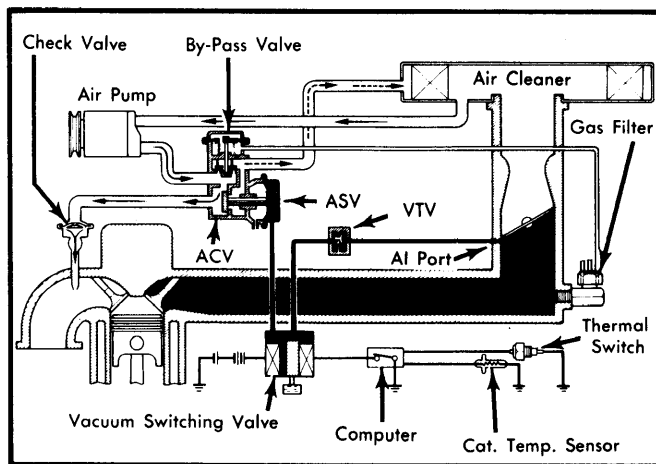 Check Valve
By-Pass Valve
Air Pump
Air Cleaner
Gas Filter
ASV
VTV
ACV
AI Port
Thermal
Switch
Vacuum Switching Valve
Computer
Cat. Temp. Sensor